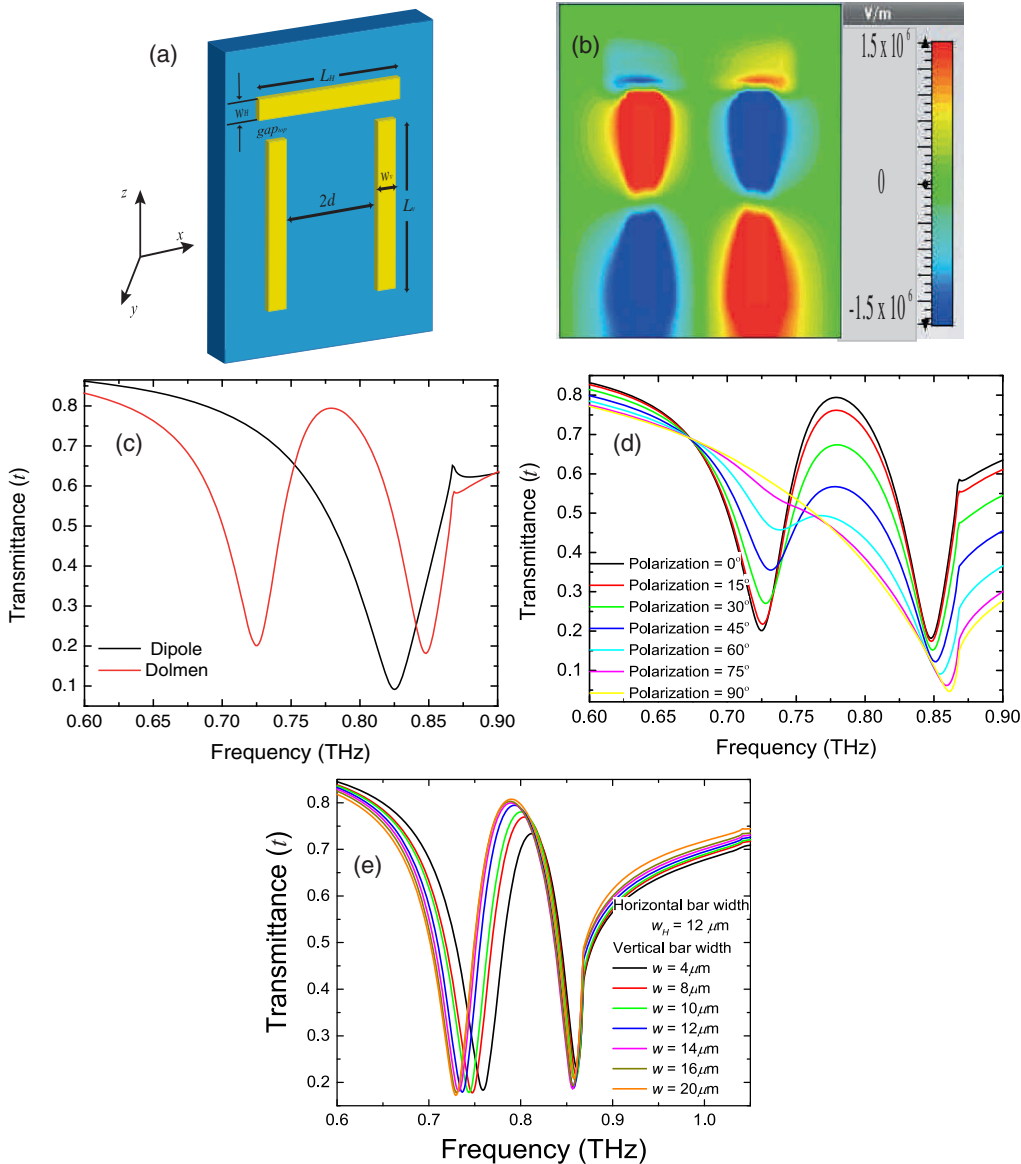 (a)
L_H
w_H
gap_top
w_v
2d
L_v
z
x
y
(b)
V/m
1.5 x 10^6
0
-1.5 x 10^6
(c)
Transmittance (t)
0.8
0.7
0.6
0.5
0.4
0.3
0.2
0.1
Dipole
Dolmen
0.60 0.65 0.70 0.75 0.80 0.85 0.90
Frequency (THz)
(d)
Transmittance (t)
0.8
0.7
0.6
0.5
0.4
0.3
0.2
0.1
Polarization = 0°
Polarization = 15°
Polarization = 30°
Polarization = 45°
Polarization = 60°
Polarization = 75°
Polarization = 90°
0.60 0.65 0.70 0.75 0.80 0.85 0.90
Frequency (THz)
(e)
Transmittance (t)
0.8
0.7
0.6
0.5
0.4
0.3
0.2
Horizontal bar width
w_H = 12 μm
Vertical bar width
w = 4μm
w = 8μm
w = 10μm
w = 12μm
w = 14μm
w = 16μm
w = 20μm
0.6 0.7 0.8 0.9 1.0
Frequency (THz)